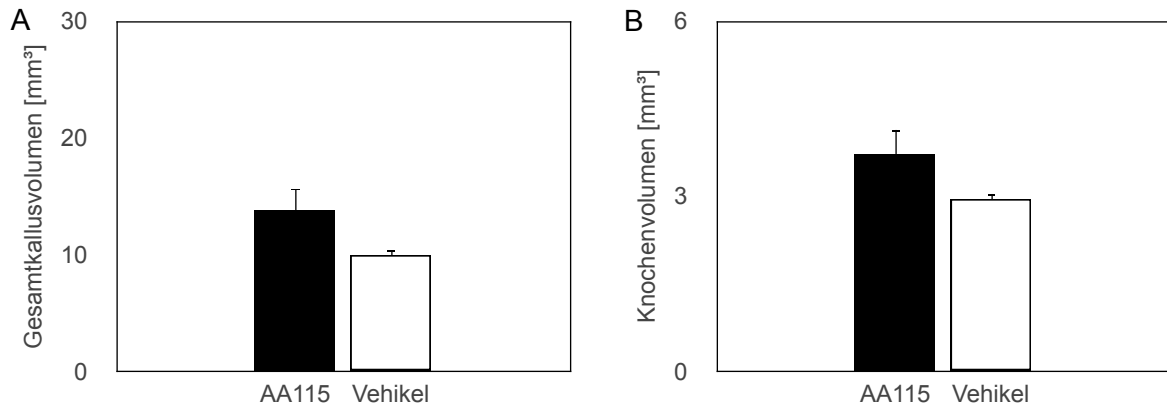 A
Gesamtkallusvolumen [mm³]
30
20
10
0
AA115 Vehikel
B
Knochenvolumen [mm³]
6
3
0
AA115 Vehikel